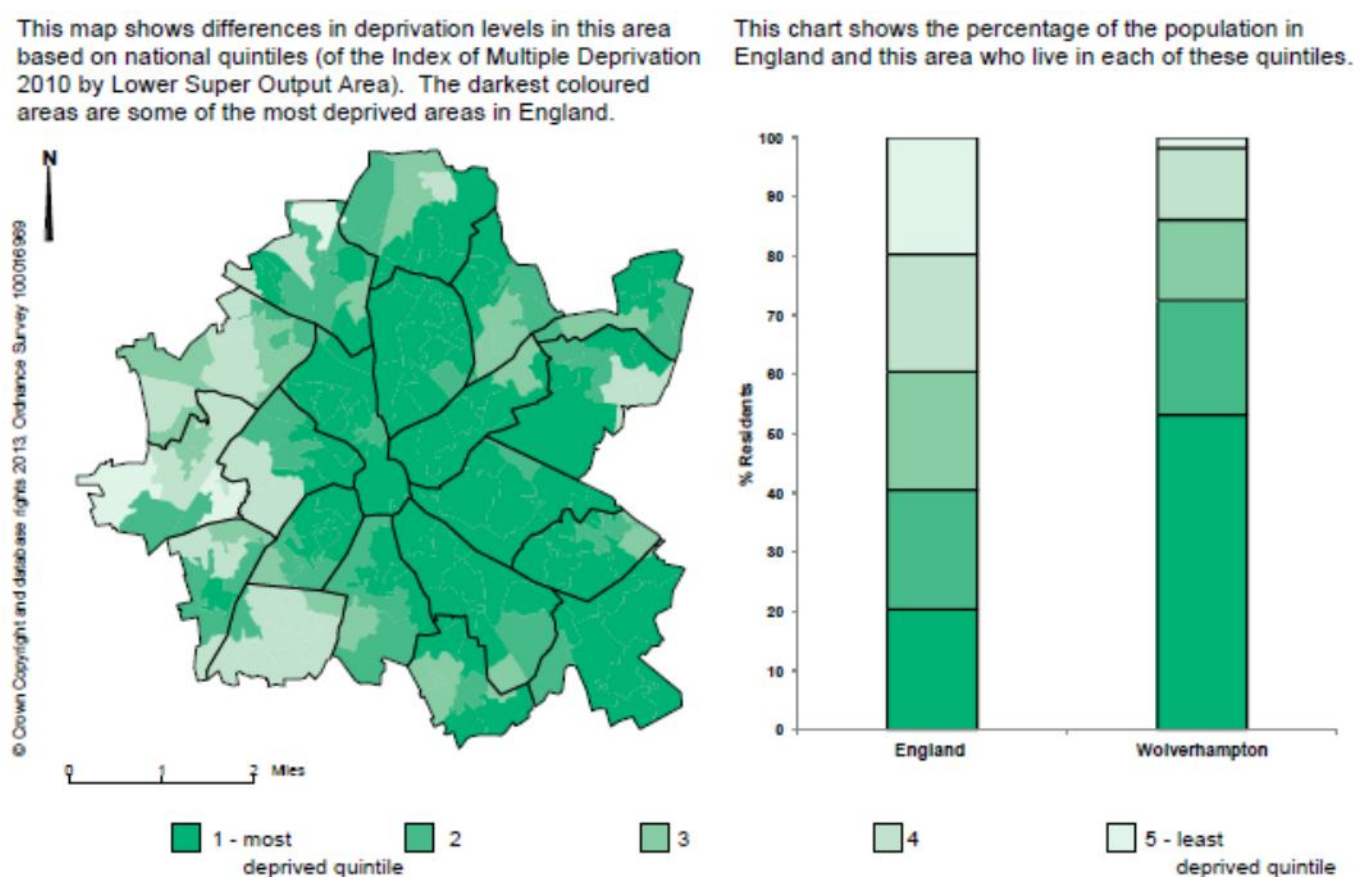 This map shows differences in deprivation levels in this area
based on national quintiles (of the Index of Multiple Deprivation
2010 by Lower Super Output Area). The darkest coloured
areas are some of the most deprived areas in England.
This chart shows the percentage of the population in
England and this area who live in each of these quintiles.
N
© Crown Copyright and database rights 2013, Ordnance Survey 100016969
0 1 2 Miles
% Residents
100
90
80
70
60
50
40
30
20
10
0
England Wolverhampton
1 - most
deprived quintile
2
3
4
5 - least
deprived quintile